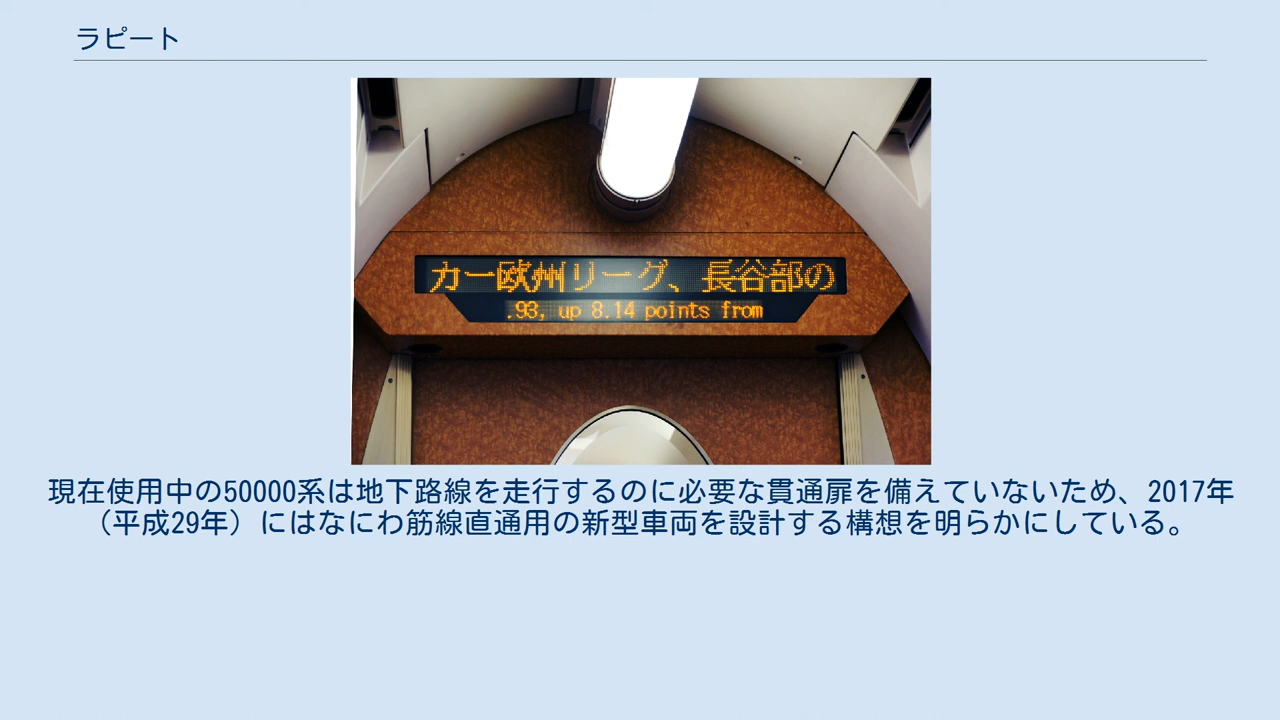 ラピート
カー欧州リーグ、長谷部の
.93, up 8.14 points from
現在使用中の50000系は地下路線を走行するのに必要な貫通扉を備えていないため、2017年
（平成29年）にはなにわ筋線直通用の新型車両を設計する構想を明らかにしている。